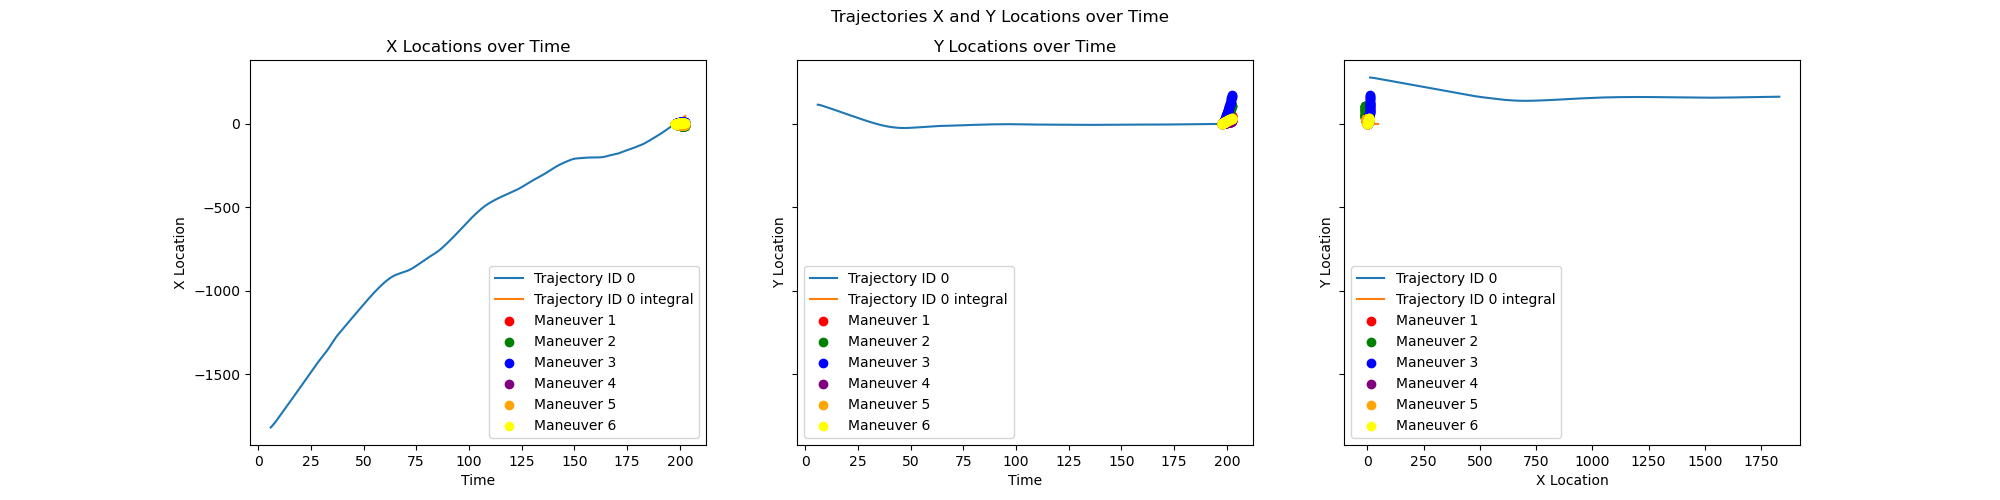 Trajectories X and Y Locations over Time
X Locations over Time
0
−500
−1000
−1500
X Location
0 25 50 75 100 125 150 175 200
Time
Trajectory ID 0
Trajectory ID 0 integral
Maneuver 1
Maneuver 2
Maneuver 3
Maneuver 4
Maneuver 5
Maneuver 6
Y Locations over Time
Y Location
0 25 50 75 100 125 150 175 200
Time
Trajectory ID 0
Trajectory ID 0 integral
Maneuver 1
Maneuver 2
Maneuver 3
Maneuver 4
Maneuver 5
Maneuver 6
Y Location
0 250 500 750 1000 1250 1500 1750
X Location
Trajectory ID 0
Trajectory ID 0 integral
Maneuver 1
Maneuver 2
Maneuver 3
Maneuver 4
Maneuver 5
Maneuver 6